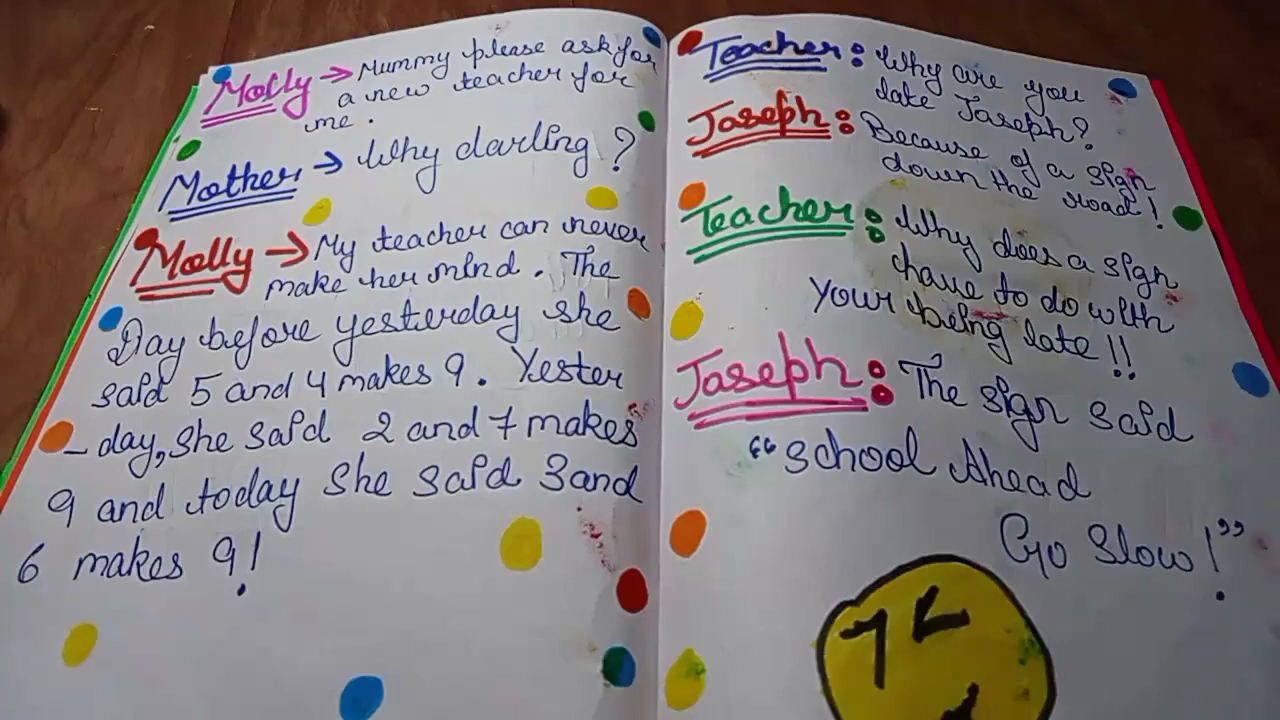 Molly → Mummy please ask for
a new teacher for
me.
Mother → Why darling?
Molly → My teacher can never
make her mind. The
Day before yesterday she
said 5 and 4 makes 9. Yester
- day, she said 2 and 7 makes
9 and today she said 3 and
6 makes 9!
Teacher: Why are you
late Joseph?
Joseph: Because of a sign
down the road!
Teacher: Why does a sign
have to do with
your being late!!
Joseph: The sign said
"School Ahead
Go Slow!"